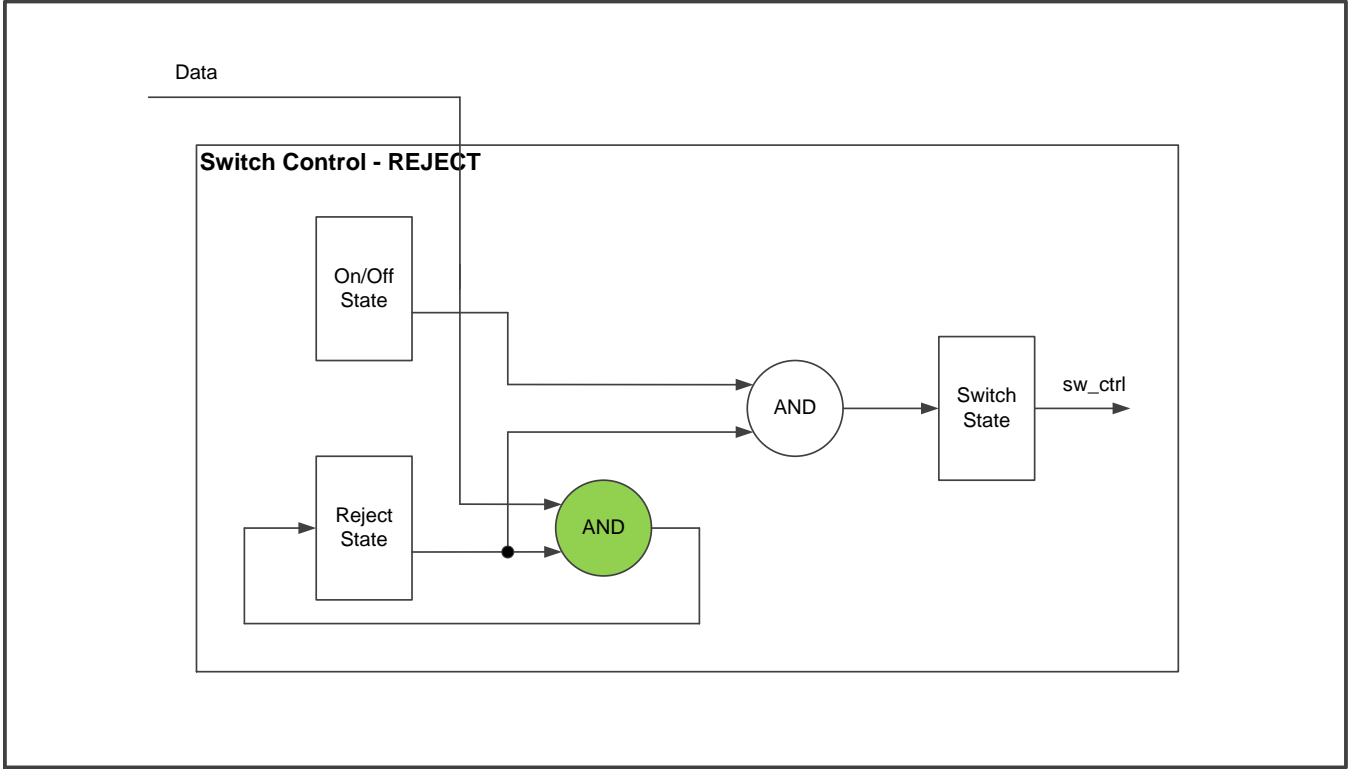 Data
Switch Control - REJECT
On/Off
State
AND
Switch
State
sw_ctrl
Reject
State
AND